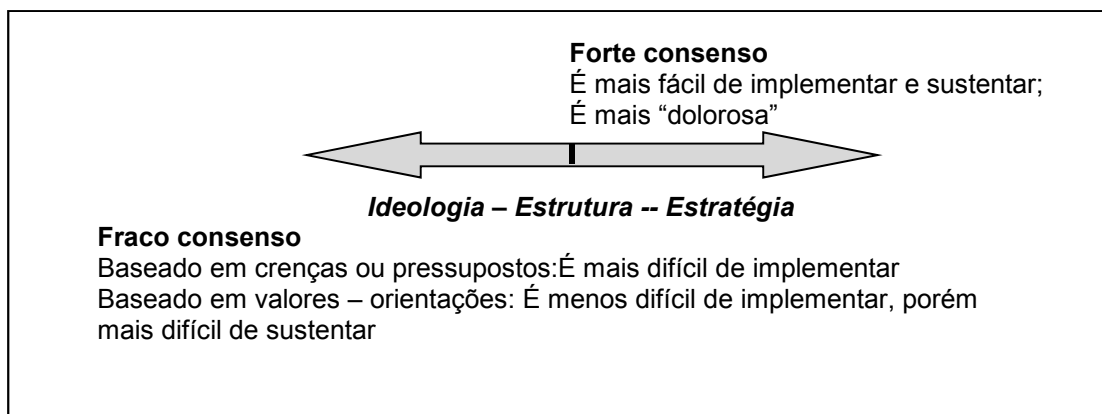 Forte consenso
É mais fácil de implementar e sustentar;
É mais “dolorosa”
Ideologia – Estrutura -- Estratégia
Fraco consenso
Baseado em crenças ou pressupostos:É mais difícil de implementar
Baseado em valores – orientações: É menos difícil de implementar, porém
mais difícil de sustentar